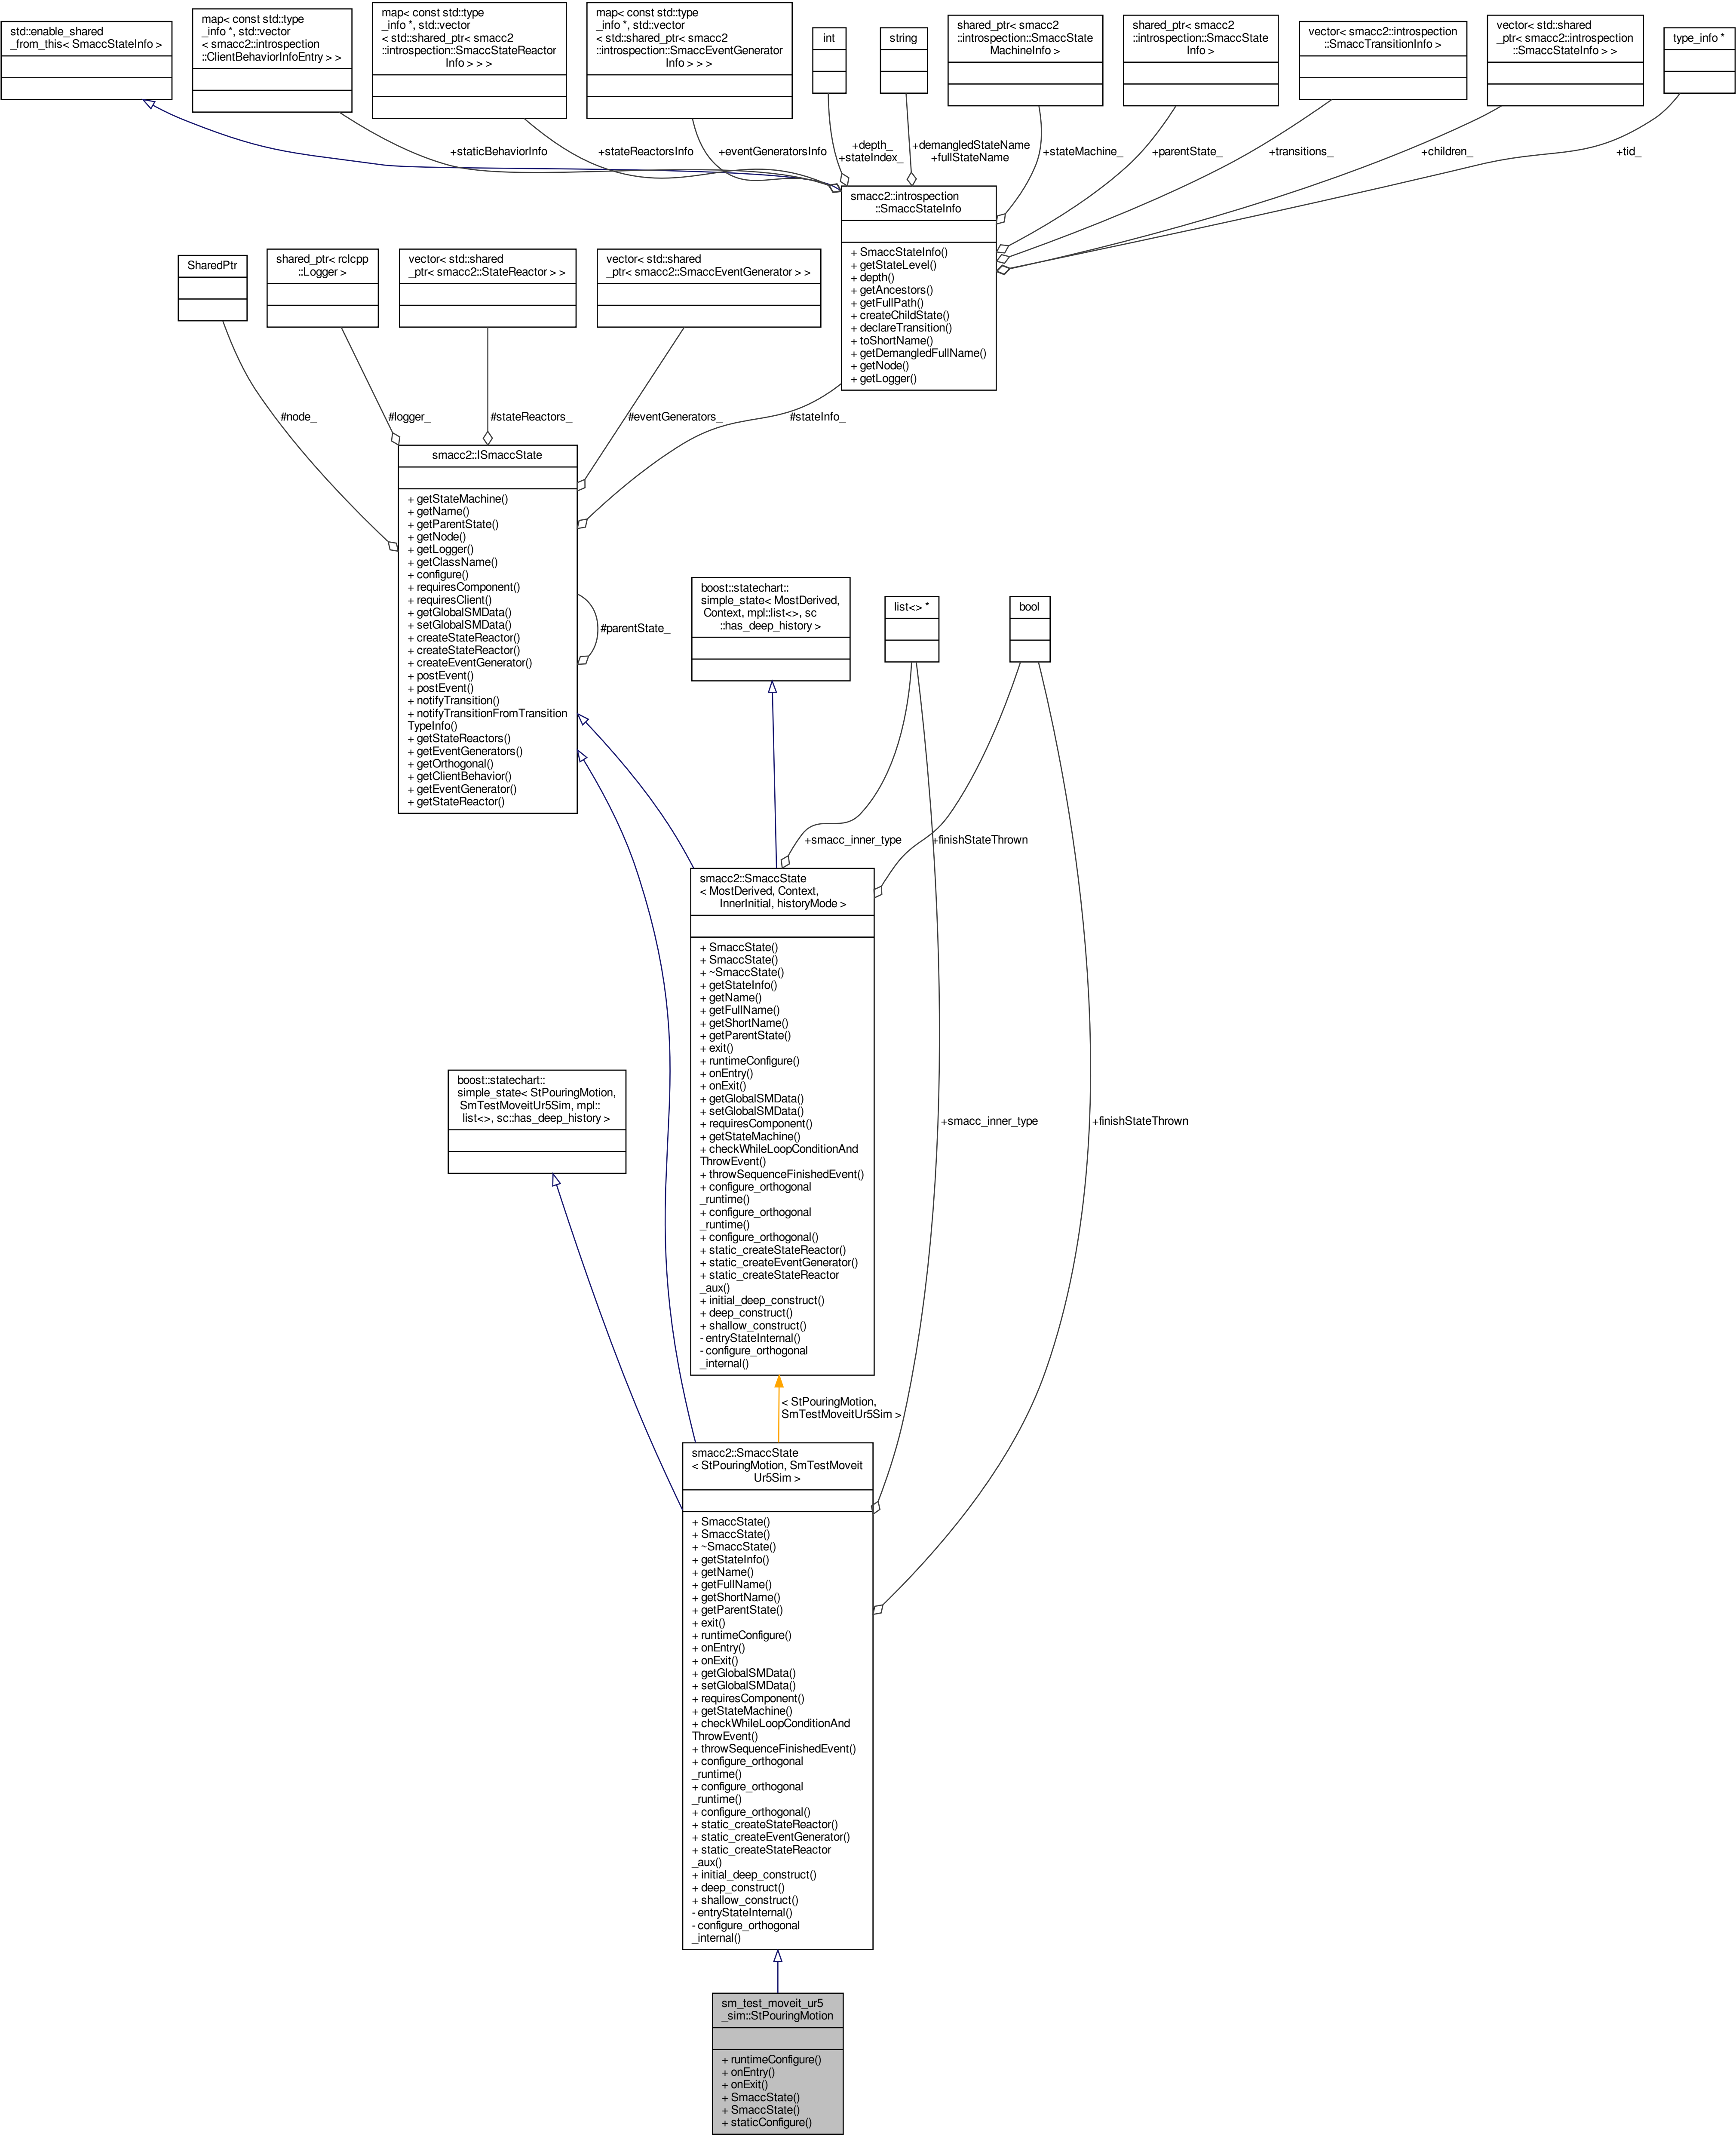 std::enable_shared
_from_this< SmaccStateInfo >
map< const std::type
_info *, std::vector
< smacc2::introspection
::ClientBehaviorInfoEntry > >
map< const std::type
_info *, std::vector
< std::shared_ptr< smacc2
::introspection::SmaccStateReactor
Info > > >
map< const std::type
_info *, std::vector
< std::shared_ptr< smacc2
::introspection::SmaccEventGenerator
Info > > >
int
string
shared_ptr< smacc2
::introspection::SmaccState
MachineInfo >
shared_ptr< smacc2
::introspection::SmaccState
Info >
vector< smacc2::introspection
::SmaccTransitionInfo >
vector< std::shared
_ptr< smacc2::introspection
::SmaccStateInfo > >
type_info *
+staticBehaviorInfo
+stateReactorsInfo
+eventGeneratorsInfo
+depth_
+stateIndex_
+demangledStateName
+fullStateName
+stateMachine_
+parentState_
+transitions_
+children_
+tid_
smacc2::introspection
::SmaccStateInfo
+ SmaccStateInfo()
+ getStateLevel()
+ depth()
+ getAncestors()
+ getFullPath()
+ createChildState()
+ declareTransition()
+ toShortName()
+ getDemangledFullName()
+ getNode()
+ getLogger()
SharedPtr
shared_ptr< rclcpp
::Logger >
vector< std::shared
_ptr< smacc2::StateReactor > >
vector< std::shared
_ptr< smacc2::SmaccEventGenerator > >
#node_
#logger_
#stateReactors_
#eventGenerators_
#stateInfo_
smacc2::ISmaccState
+ getStateMachine()
+ getName()
+ getParentState()
+ getNode()
+ getLogger()
+ getClassName()
+ configure()
+ requiresComponent()
+ requiresClient()
+ getGlobalSMData()
+ setGlobalSMData()
+ createStateReactor()
+ createStateReactor()
+ createEventGenerator()
+ postEvent()
+ postEvent()
+ notifyTransition()
+ notifyTransitionFromTransition
TypeInfo()
+ getStateReactors()
+ getEventGenerators()
+ getOrthogonal()
+ getClientBehavior()
+ getEventGenerator()
+ getStateReactor()
#parentState_
boost::statechart::
simple_state< MostDerived,
Context, mpl::list<>, sc
::has_deep_history >
list<> *
bool
+smacc_inner_type
+finishStateThrown
smacc2::SmaccState
< MostDerived, Context,
InnerInitial, historyMode >
+ SmaccState()
+ SmaccState()
+ ~SmaccState()
+ getStateInfo()
+ getName()
+ getFullName()
+ getShortName()
+ getParentState()
+ exit()
+ runtimeConfigure()
+ onEntry()
+ onExit()
+ getGlobalSMData()
+ setGlobalSMData()
+ requiresComponent()
+ getStateMachine()
+ checkWhileLoopConditionAnd
ThrowEvent()
+ throwSequenceFinishedEvent()
+ configure_orthogonal
_runtime()
+ configure_orthogonal
_runtime()
+ configure_orthogonal()
+ static_createStateReactor()
+ static_createEventGenerator()
+ static_createStateReactor
_aux()
+ initial_deep_construct()
+ deep_construct()
+ shallow_construct()
- entryStateInternal()
- configure_orthogonal
_internal()
boost::statechart::
simple_state< StPouringMotion,
SmTestMoveitUr5Sim, mpl::
list<>, sc::has_deep_history >
+smacc_inner_type
+finishStateThrown
< StPouringMotion,
SmTestMoveitUr5Sim >
smacc2::SmaccState
< StPouringMotion, SmTestMoveit
Ur5Sim >
+ SmaccState()
+ SmaccState()
+ ~SmaccState()
+ getStateInfo()
+ getName()
+ getFullName()
+ getShortName()
+ getParentState()
+ exit()
+ runtimeConfigure()
+ onEntry()
+ onExit()
+ getGlobalSMData()
+ setGlobalSMData()
+ requiresComponent()
+ getStateMachine()
+ checkWhileLoopConditionAnd
ThrowEvent()
+ throwSequenceFinishedEvent()
+ configure_orthogonal
_runtime()
+ configure_orthogonal
_runtime()
+ configure_orthogonal()
+ static_createStateReactor()
+ static_createEventGenerator()
+ static_createStateReactor
_aux()
+ initial_deep_construct()
+ deep_construct()
+ shallow_construct()
- entryStateInternal()
- configure_orthogonal
_internal()
sm_test_moveit_ur5
_sim::StPouringMotion
+ runtimeConfigure()
+ onEntry()
+ onExit()
+ SmaccState()
+ SmaccState()
+ staticConfigure()